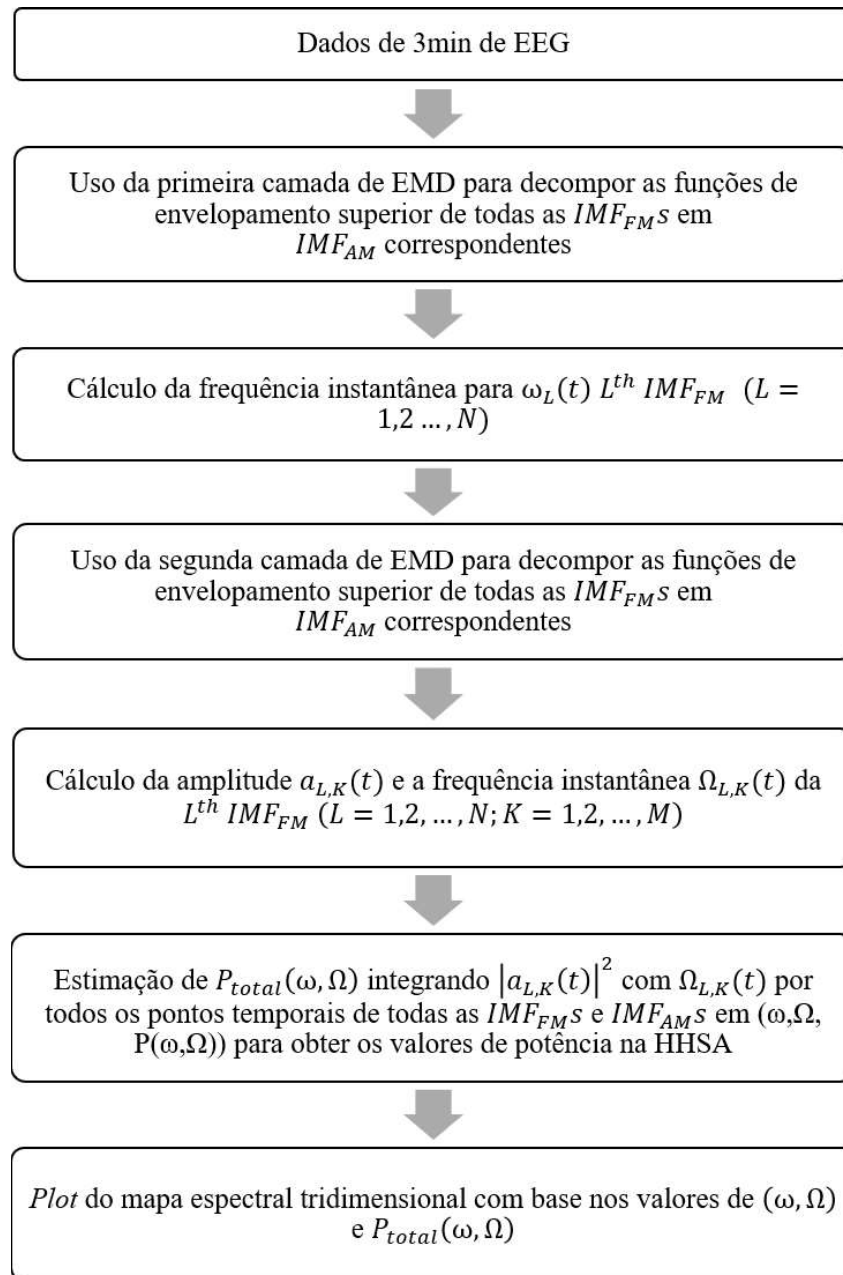 Dados de 3min de EEG
Uso da primeira camada de EMD para decompor as funções de
envelopamento superior de todas as IMF_FM s em
IMF_AM correspondentes
Cálculo da frequência instantânea para ω_L(t) L^th IMF_FM (L =
1,2 …, N)
Uso da segunda camada de EMD para decompor as funções de
envelopamento superior de todas as IMF_FM s em
IMF_AM correspondentes
Cálculo da amplitude a_L,K(t) e a frequência instantânea Ω_L,K(t) da
L^th IMF_FM (L = 1,2, …, N; K = 1,2, …, M)
Estimação de P_total(ω, Ω) integrando |a_L,K(t)|^2 com Ω_L,K(t) por
todos os pontos temporais de todas as IMF_FM s e IMF_AM s em (ω,Ω,
P(ω,Ω)) para obter os valores de potência na HHSA
Plot do mapa espectral tridimensional com base nos valores de (ω, Ω)
e P_total(ω, Ω)